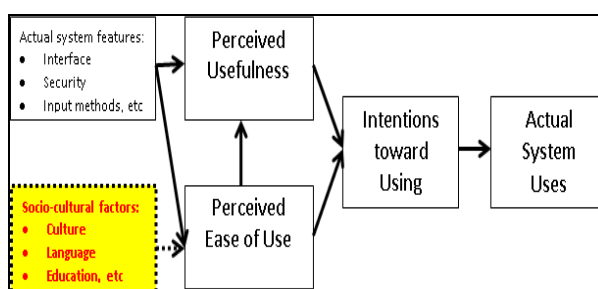 Actual system features:
• Interface
• Security
• Input methods, etc
Perceived
Usefulness
Intentions
toward
Using
Actual
System
Uses
Socio-cultural factors:
• Culture
• Language
• Education, etc
Perceived
Ease of Use